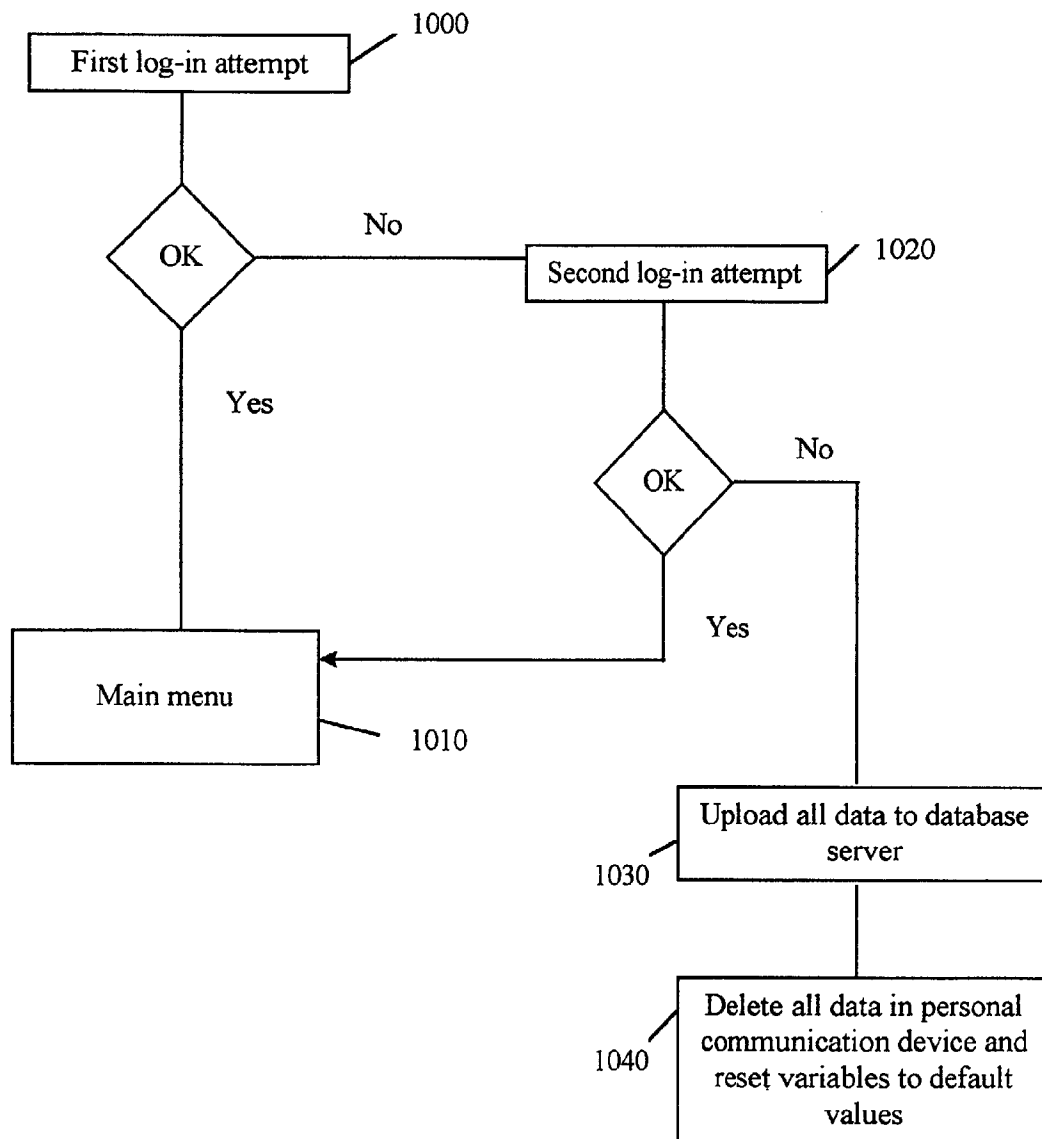 1000
First log-in attempt
OK
No
Second log-in attempt
1020
Yes
OK
No
Yes
Main menu
1010
Upload all data to database
server
1030
Delete all data in personal
communication device and
reset variables to default
values
1040